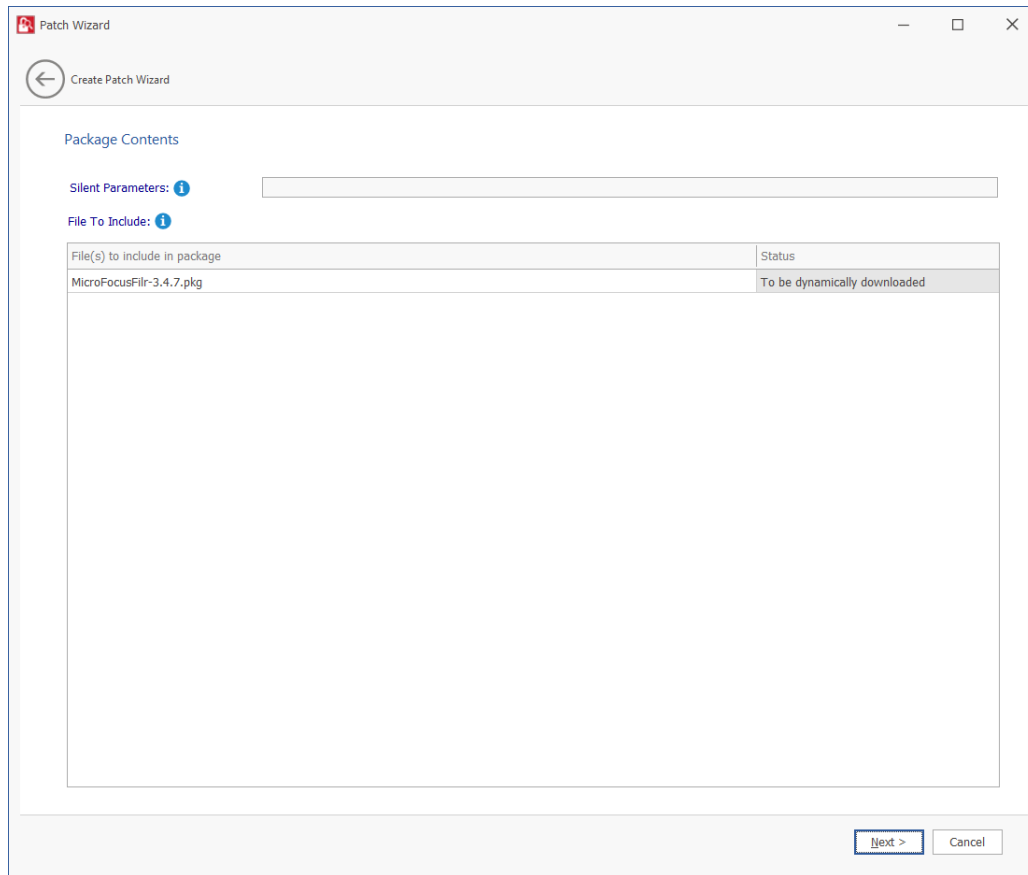 Patch Wizard
Create Patch Wizard
Package Contents
Silent Parameters:
File To Include:
File(s) to include in package Status
MicroFocusFilr-3.4.7.pkg To be dynamically downloaded
Next > Cancel